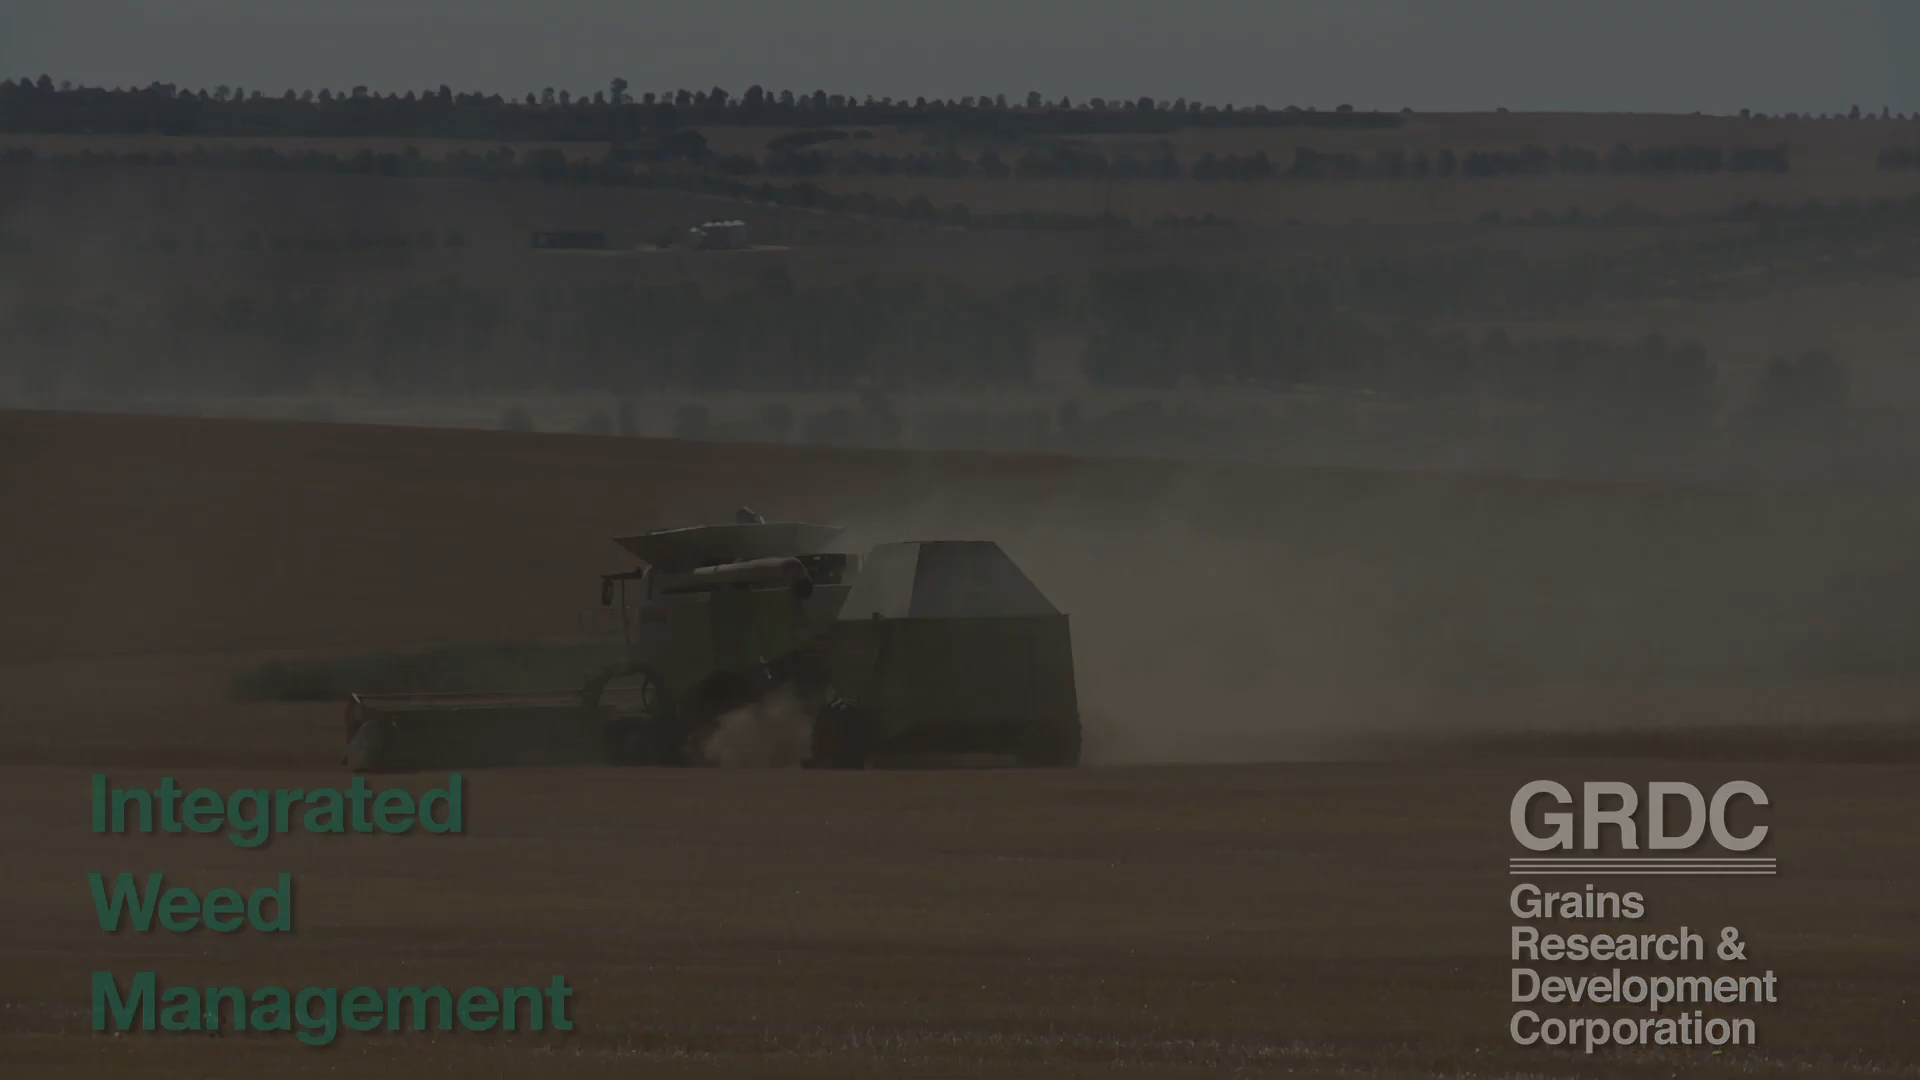 Integrated
Weed
Management
GRDC
Grains
Research &
Development
Corporation